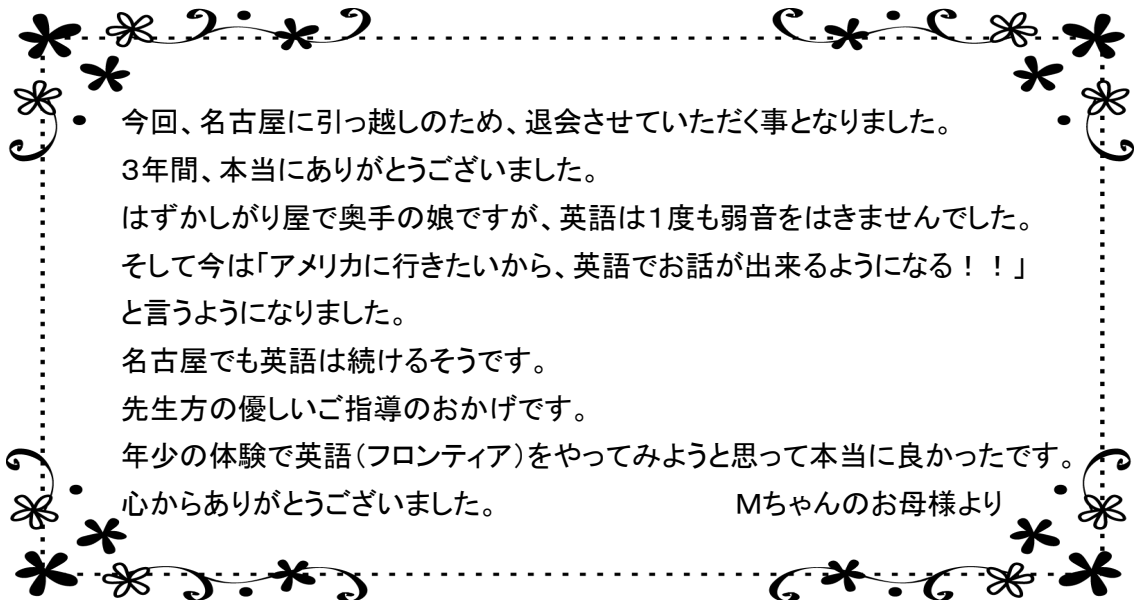 今回、名古屋に引っ越しのため、退会させていただく事となりました。
３年間、本当にありがとうございました。
はずかしがり屋で奥手の娘ですが、英語は１度も弱音をはきませんでした。
そして今は「アメリカに行きたいから、英語でお話が出来るようになる！！」
と言うようになりました。
名古屋でも英語は続けるそうです。
先生方の優しいご指導のおかげです。
年少の体験で英語（フロンティア）をやってみようと思って本当に良かったです。
心からありがとうございました。　　　　　　　　　Ｍちゃんのお母様より